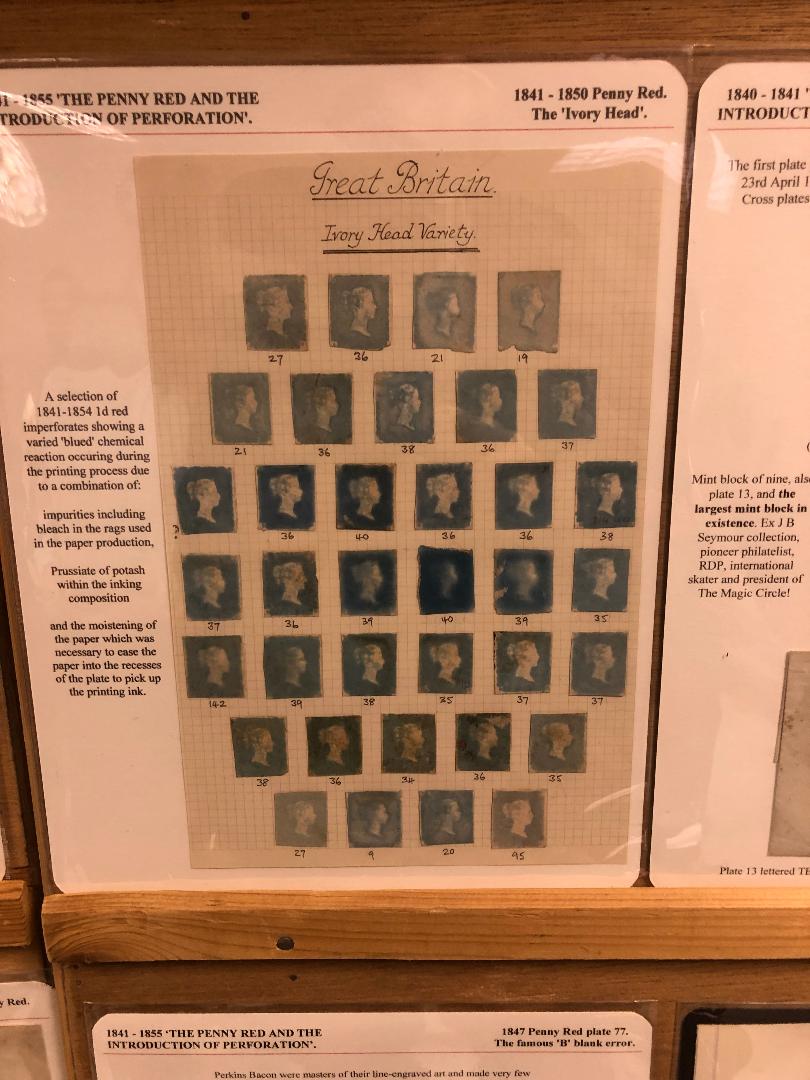 1 - 1855 'THE PENNY RED AND THE
TRODUCTION OF PERFORATION'.
1841 - 1850 Penny Red.
The 'Ivory Head'.
Great Britain.
Ivory Head Variety.
27 36 21 19
21 36 38 36 37
? 36 40 36 36 38
37 36 39 40 39 35
142 39 38 35 37 37
38 36 34 36 35
27 9 20 95
A selection of
1841-1854 1d red
imperforates showing a
varied 'blued' chemical
reaction occuring during
the printing process due
to a combination of:
impurities including
bleach in the rags used
in the paper production,
Prussiate of potash
within the inking
composition
and the moistening of
the paper which was
necessary to ease the
paper into the recesses
of the plate to pick up
the printing ink.
1840 - 1841 '
INTRODUCT
The first plate
23rd April 1
Cross plates
(
Mint block of nine, als
plate 13, and the
largest mint block in
existence. Ex J B
Seymour collection,
pioneer philatelist,
RDP, international
skater and president of
The Magic Circle!
Plate 13 lettered TE
y Red.
1841 - 1855 'THE PENNY RED AND THE
INTRODUCTION OF PERFORATION'.
1847 Penny Red plate 77.
The famous 'B' blank error.
Perkins Bacon were masters of their line-engraved art and made very few